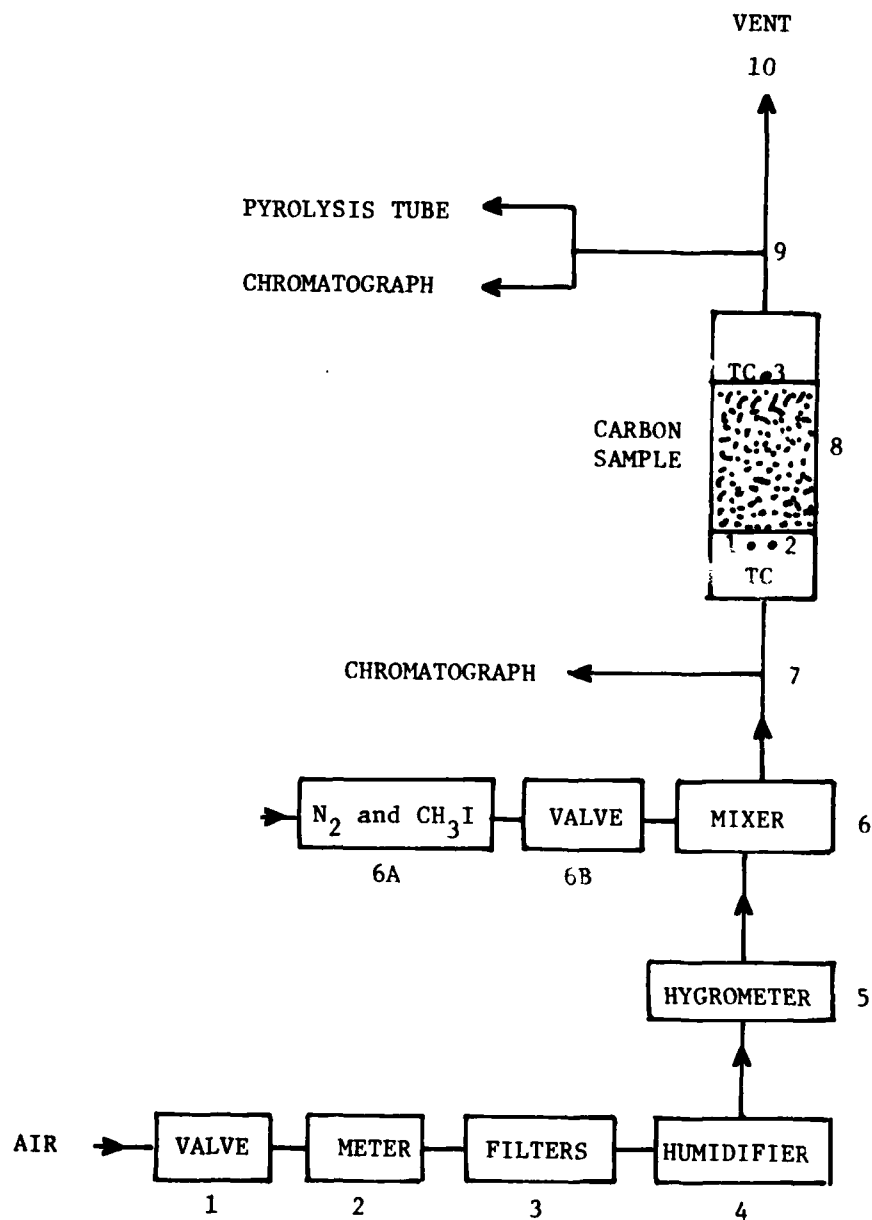 VENT
10
PYROLYSIS TUBE
9
CHROMATOGRAPH
TC 3
CARBON
SAMPLE
8
1 2
TC
CHROMATOGRAPH
7
N2 and CH3I
VALVE
MIXER
6
6A
6B
HYGROMETER
5
AIR
VALVE
METER
FILTERS
HUMIDIFIER
1
2
3
4